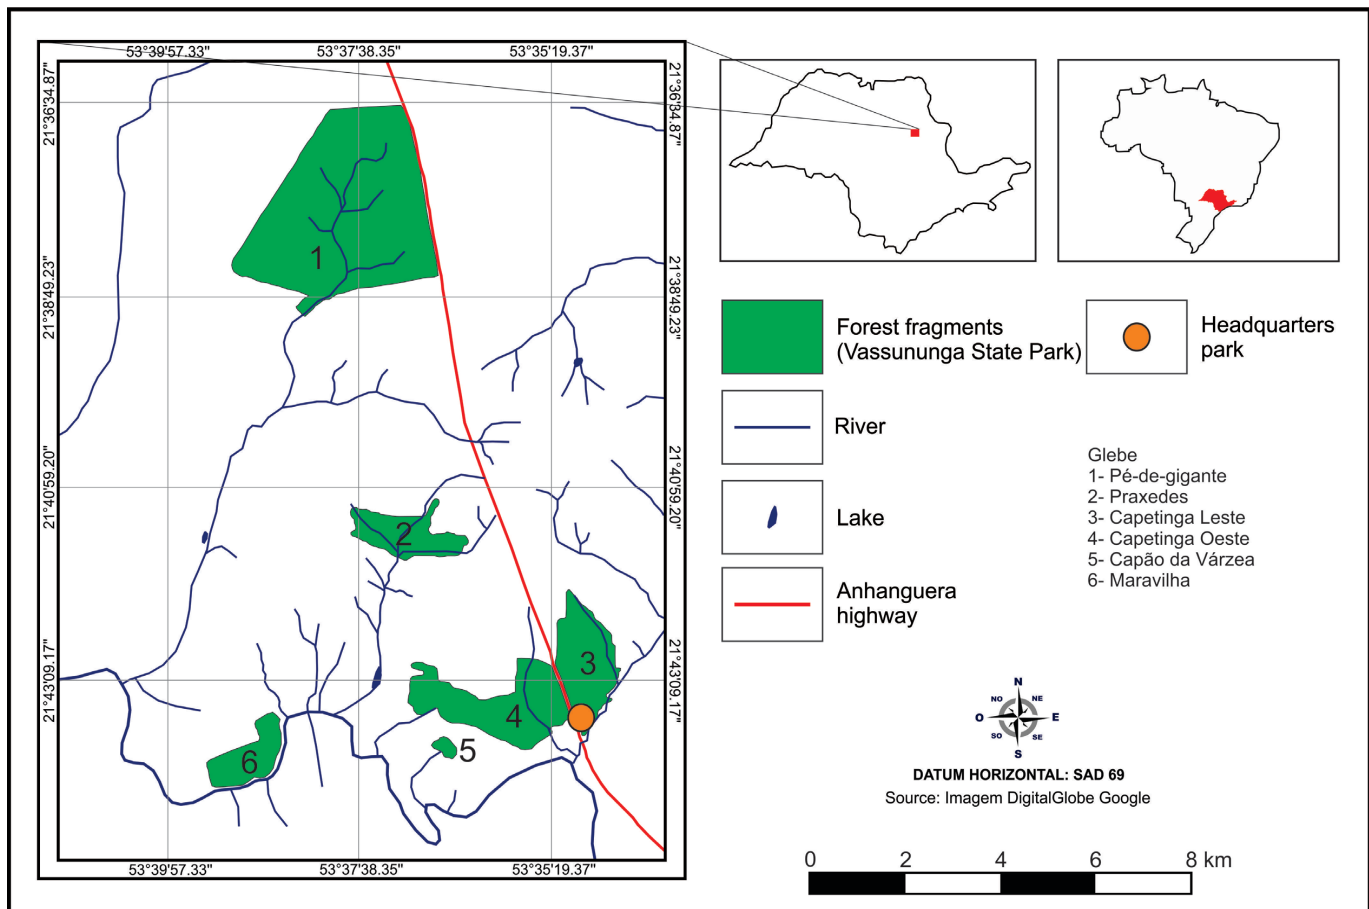 53°39'57.33" 53°37'38.35" 53°35'19.37"
21°36'34.87"
21°38'49.23"
21°40'59.20"
21°43'09.17"
21°36'34.87"
21°38'49.23"
21°40'59.20"
21°43'09.17"
1
2
3
4
5
6
53°39'57.33" 53°37'38.35" 53°35'19.37"
Forest fragments
(Vassununga State Park)
River
Lake
Anhanguera
highway
Headquarters
park
Glebe
1- Pé-de-gigante
2- Praxedes
3- Capetinga Leste
4- Capetinga Oeste
5- Capão da Várzea
6- Maravilha
N
NO NE
O E
SO SE
S
DATUM HORIZONTAL: SAD 69
Source: Imagem DigitalGlobe Google
0 2 4 6 8 km